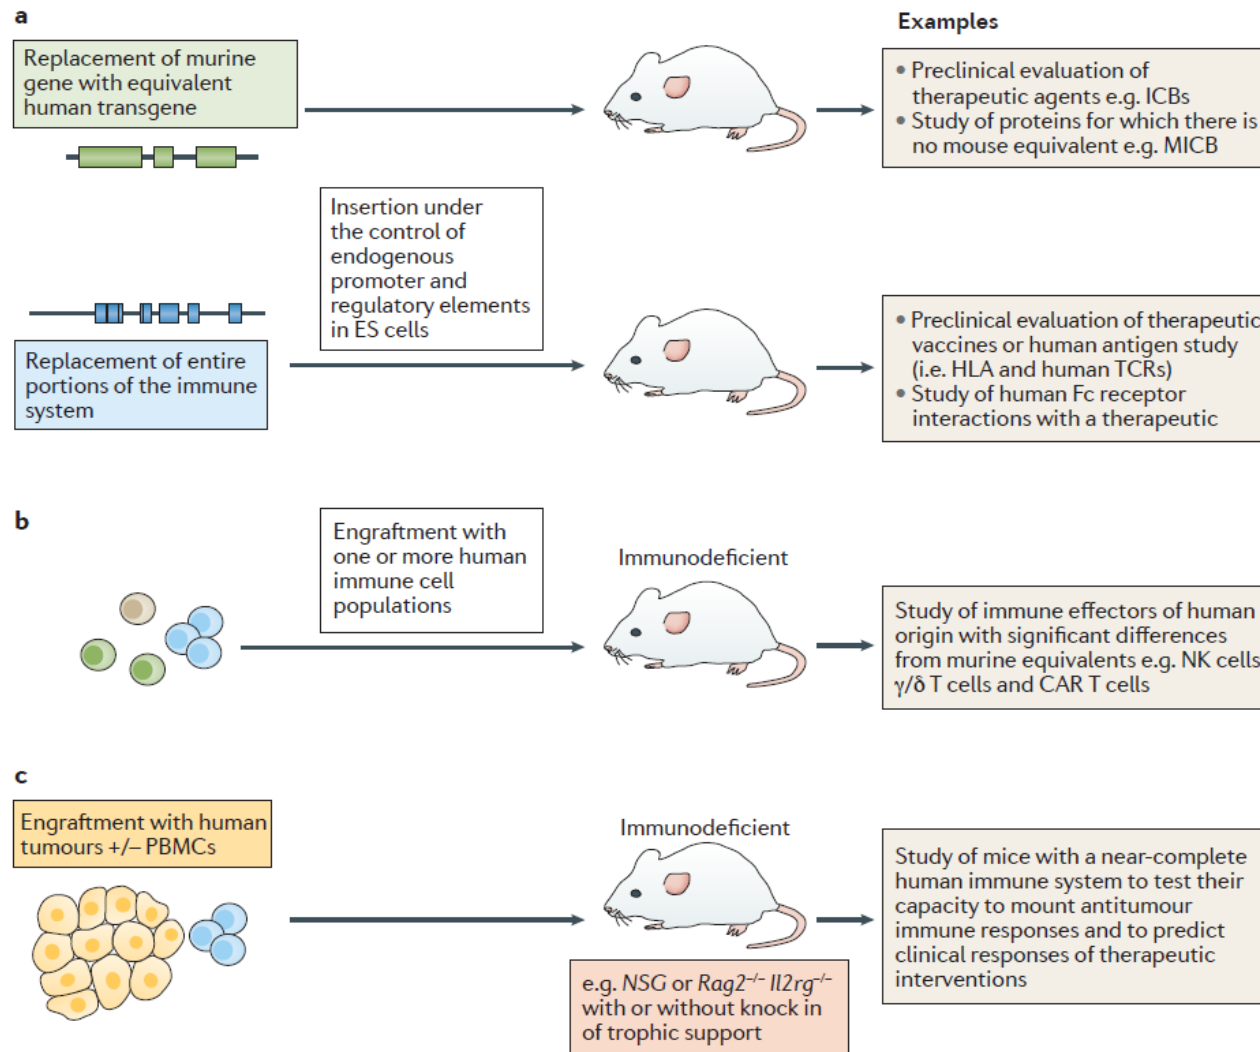 a
Examples
Replacement of murine
gene with equivalent
human transgene
• Preclinical evaluation of
therapeutic agents e.g. ICBs
• Study of proteins for which there is
no mouse equivalent e.g. MICB
Insertion under
the control of
endogenous
promoter and
regulatory elements
in ES cells
Replacement of entire
portions of the immune
system
• Preclinical evaluation of therapeutic
vaccines or human antigen study
(i.e. HLA and human TCRs)
• Study of human Fc receptor
interactions with a therapeutic
b
Engraftment with
one or more human
immune cell
populations
Immunodeficient
Study of immune effectors of human
origin with significant differences
from murine equivalents e.g. NK cells
γ/δ T cells and CAR T cells
c
Engraftment with human
tumours +/– PBMCs
Immunodeficient
e.g. NSG or Rag2–/– Il2rg–/–
with or without knock in
of trophic support
Study of mice with a near-complete
human immune system to test their
capacity to mount antitumour
immune responses and to predict
clinical responses of therapeutic
interventions